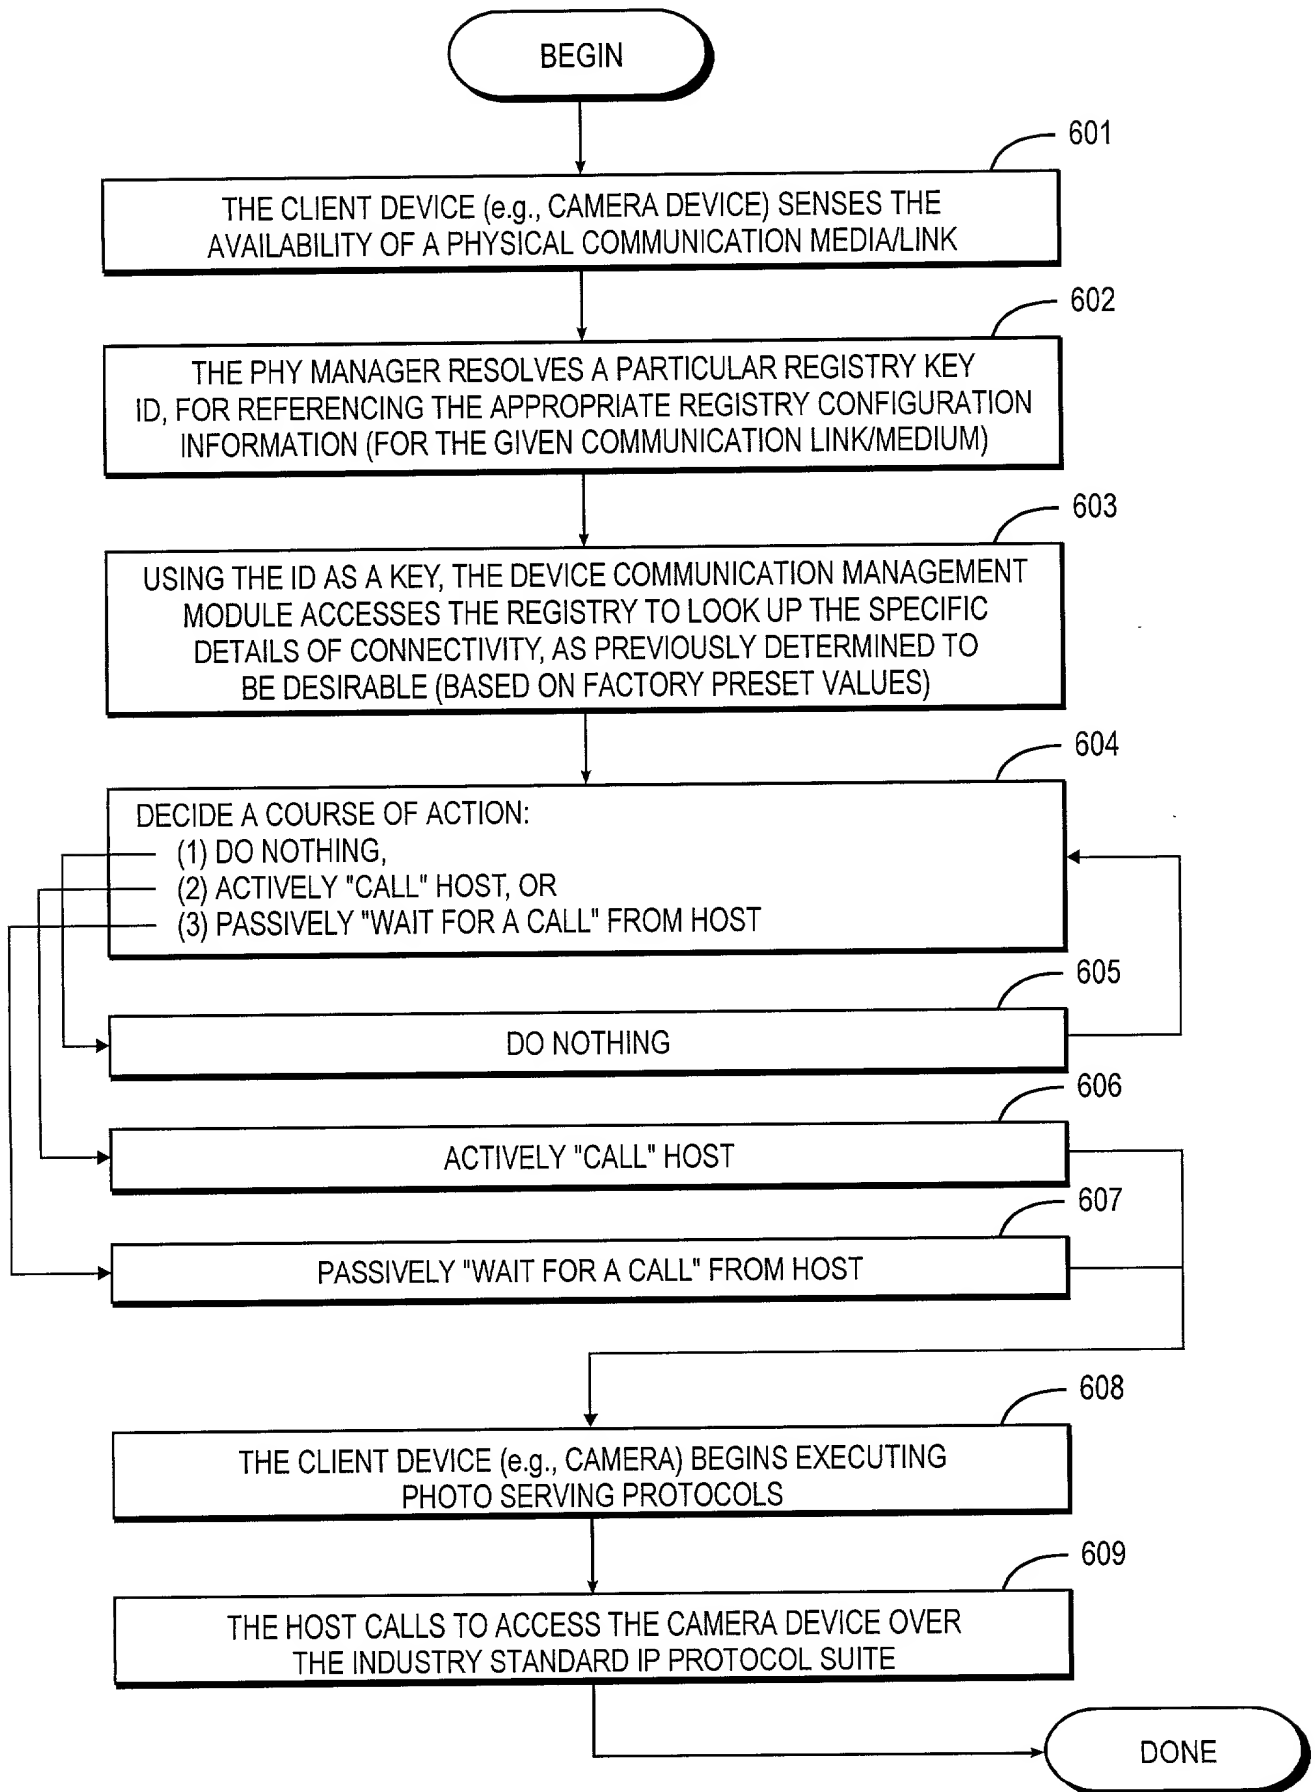 BEGIN
601
THE CLIENT DEVICE (e.g., CAMERA DEVICE) SENSES THE
AVAILABILITY OF A PHYSICAL COMMUNICATION MEDIA/LINK
602
THE PHY MANAGER RESOLVES A PARTICULAR REGISTRY KEY
ID, FOR REFERENCING THE APPROPRIATE REGISTRY CONFIGURATION
INFORMATION (FOR THE GIVEN COMMUNICATION LINK/MEDIUM)
603
USING THE ID AS A KEY, THE DEVICE COMMUNICATION MANAGEMENT
MODULE ACCESSES THE REGISTRY TO LOOK UP THE SPECIFIC
DETAILS OF CONNECTIVITY, AS PREVIOUSLY DETERMINED TO
BE DESIRABLE (BASED ON FACTORY PRESET VALUES)
604
DECIDE A COURSE OF ACTION:
(1) DO NOTHING,
(2) ACTIVELY "CALL" HOST, OR
(3) PASSIVELY "WAIT FOR A CALL" FROM HOST
605
DO NOTHING
606
ACTIVELY "CALL" HOST
607
PASSIVELY "WAIT FOR A CALL" FROM HOST
608
THE CLIENT DEVICE (e.g., CAMERA) BEGINS EXECUTING
PHOTO SERVING PROTOCOLS
609
THE HOST CALLS TO ACCESS THE CAMERA DEVICE OVER
THE INDUSTRY STANDARD IP PROTOCOL SUITE
DONE